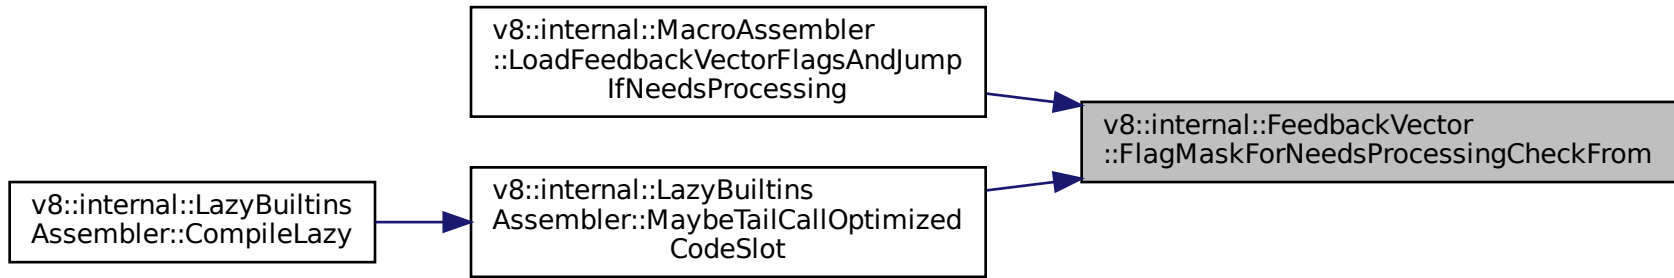 v8::internal::MacroAssembler
::LoadFeedbackVectorFlagsAndJump
IfNeedsProcessing
v8::internal::FeedbackVector
::FlagMaskForNeedsProcessingCheckFrom
v8::internal::LazyBuiltins
Assembler::MaybeTailCallOptimized
CodeSlot
v8::internal::LazyBuiltins
Assembler::CompileLazy